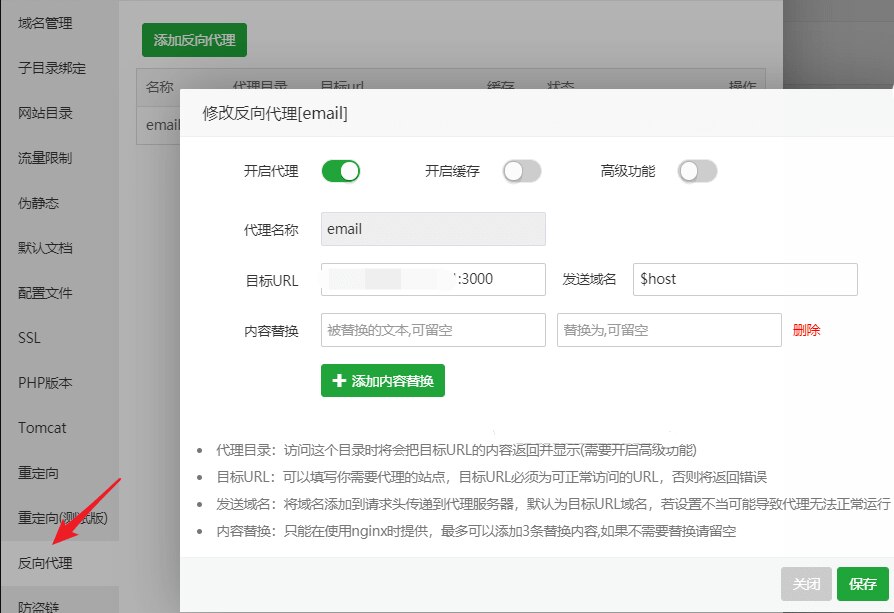 域名管理
子目录绑定
网站目录
流量限制
伪静态
默认文档
配置文件
SSL
PHP版本
Tomcat
重定向
重定向(测试版)
反向代理
防盗链
添加反向代理
名称 代理目录 目标url 缓存 状态 操作
email
修改反向代理[email]
开启代理 开启缓存 高级功能
代理名称 email
目标URL :3000 发送域名 $host
内容替换 被替换的文本,可留空 替换为,可留空 删除
添加内容替换
代理目录：访问这个目录时将会把目标URL的内容返回并显示(需要开启高级功能)
目标URL：可以填写你需要代理的站点，目标URL必须为可正常访问的URL，否则将返回错误
发送域名：将域名添加到请求头传递到代理服务器，默认为目标URL域名，若设置不当可能导致代理无法正常运行
内容替换：只能在使用nginx时提供，最多可以添加3条替换内容,如果不需要替换请留空
关闭 保存